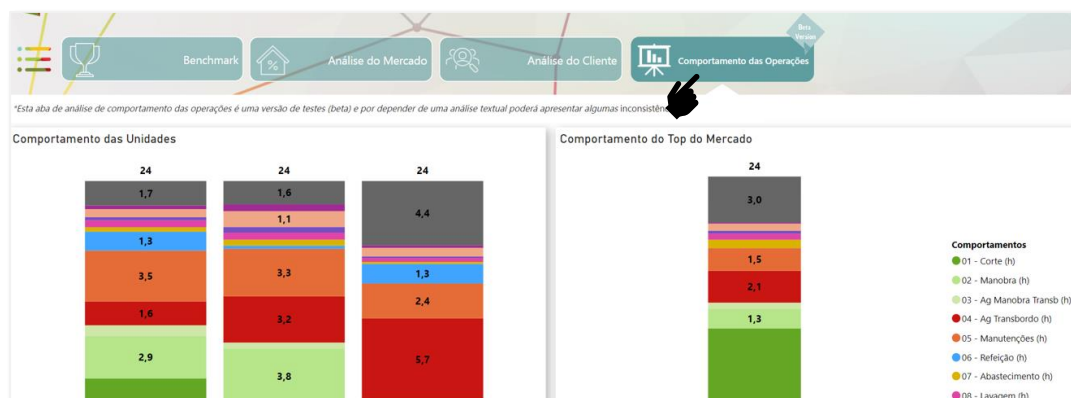 Beta
Version
Benchmark
Análise do Mercado
Análise do Cliente
Comportamento das Operações
*Esta aba de análise de comportamento das operações é uma versão de testes (beta) e por depender de uma análise textual poderá apresentar algumas
Comportamento das Unidades
24 24 24
1,7 1,6 4,4
1,1
1,3 1,3
3,5 3,3 2,4
1,6 3,2 5,7
2,9 3,8
Comportamento do Top do Mercado
24
3,0
1,5
2,1
1,3
Comportamentos
01 - Corte (h)
02 - Manobra (h)
03 - Ag Manobra Transb (h)
04 - Ag Transbordo (h)
05 - Manutenções (h)
06 - Refeição (h)
07 - Abastecimento (h)
08 - Lavagem (h)